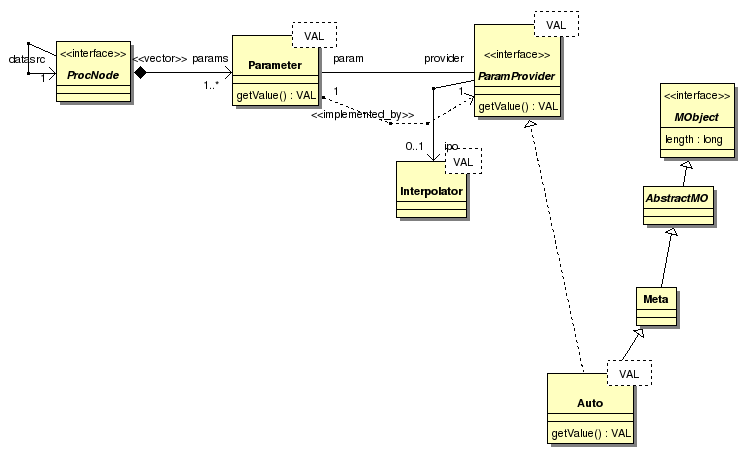 datasrc
1
<<interface>>
ProcNode
<<vector>>
params
1..*
VAL
Parameter
getValue() : VAL
param
provider
1
<<implemented_by>>
1
VAL
<<interface>>
ParamProvider
getValue() : VAL
0..1
ipo
VAL
Interpolator
<<interface>>
MObject
length : long
AbstractMO
Meta
VAL
Auto
getValue() : VAL